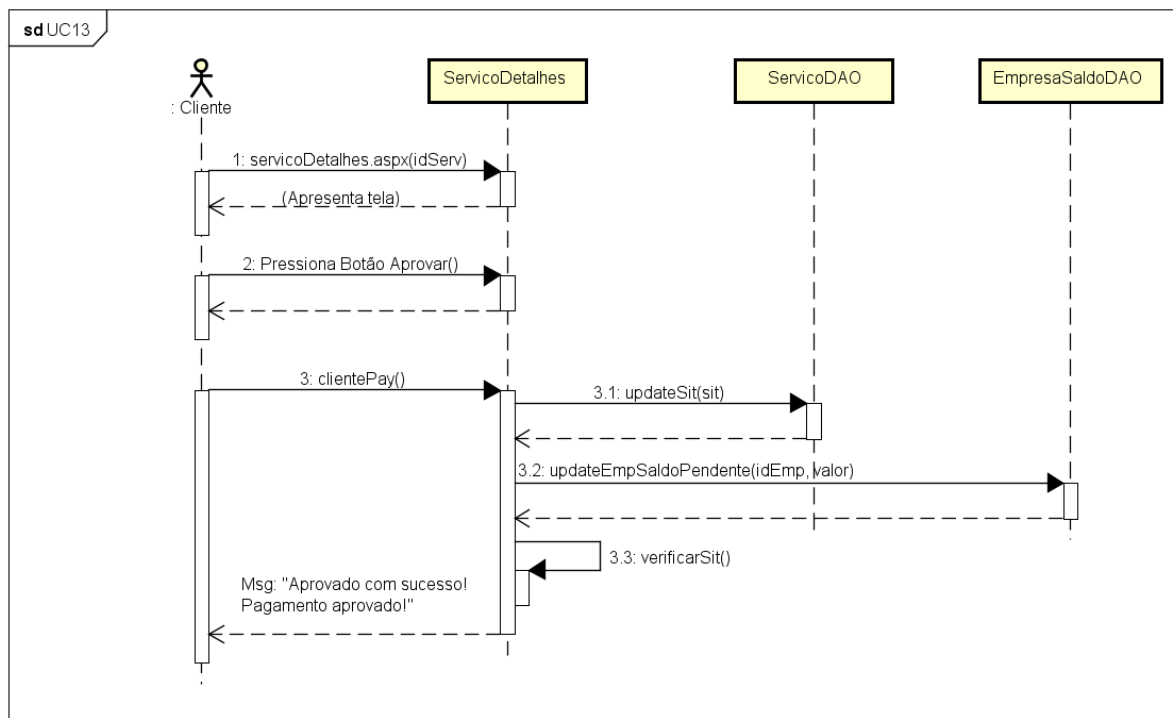 sd UC13
: Cliente
ServicoDetalhes
ServicoDAO
EmpresaSaldoDAO
1: servicoDetalhes.aspx(idServ)
(Apresenta tela)
2: Pressiona Botão Aprovar()
3: clientePay()
3.1: updateSit(sit)
3.2: updateEmpSaldoPendente(idEmp, valor)
3.3: verificarSit()
Msg: "Aprovado com sucesso!
Pagamento aprovado!"